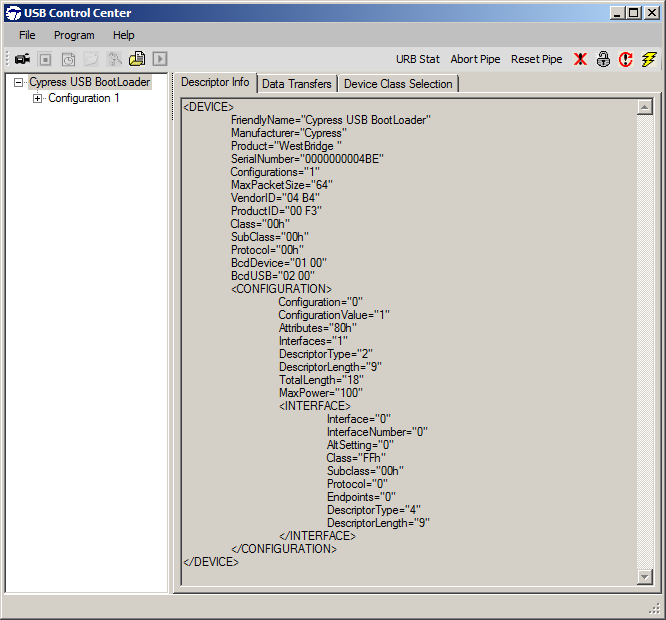 USB Control Center
File Program Help
URB Stat Abort Pipe Reset Pipe
Cypress USB BootLoader
Configuration 1
Descriptor Info Data Transfers Device Class Selection
<DEVICE>
FriendlyName="Cypress USB BootLoader"
Manufacturer="Cypress"
Product="WestBridge "
SerialNumber="0000000004BE"
Configurations="1"
MaxPacketSize="64"
VendorID="04 B4"
ProductID="00 F3"
Class="00h"
SubClass="00h"
Protocol="00h"
BcdDevice="01 00"
BcdUSB="02 00"
<CONFIGURATION>
Configuration="0"
ConfigurationValue="1"
Attributes="80h"
Interfaces="1"
DescriptorType="2"
DescriptorLength="9"
TotalLength="18"
MaxPower="100"
<INTERFACE>
Interface="0"
InterfaceNumber="0"
AltSetting="0"
Class="FFh"
Subclass="00h"
Protocol="0"
Endpoints="0"
DescriptorType="4"
DescriptorLength="9"
</INTERFACE>
</CONFIGURATION>
</DEVICE>